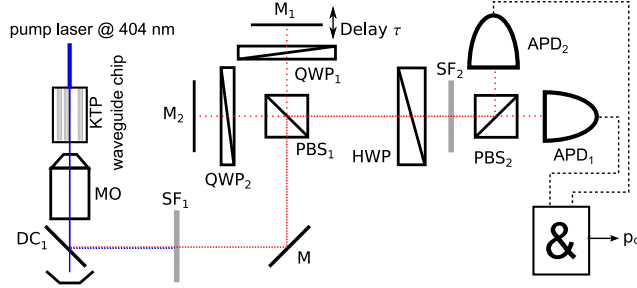 pump laser @ 404 nm
M1
Delay τ
QWP1
APD2
KTP
waveguide chip
M2
SF2
PBS1
HWP
PBS2
APD1
QWP2
MO
SF1
DC1
M
&